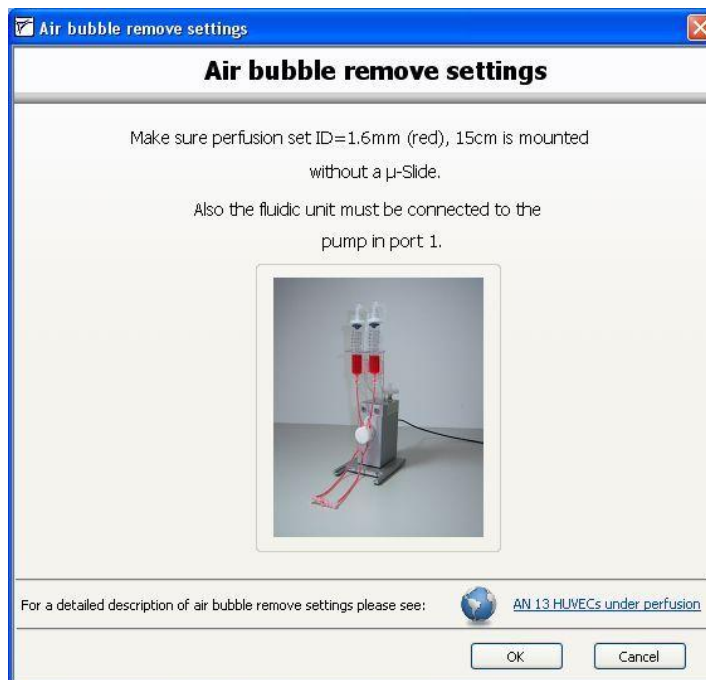 Air bubble remove settings
Air bubble remove settings
Make sure perfusion set ID=1.6mm (red), 15cm is mounted
without a µ-Slide.
Also the fluidic unit must be connected to the
pump in port 1.
For a detailed description of air bubble remove settings please see:
AN 13 HUVECs under perfusion
OK
Cancel